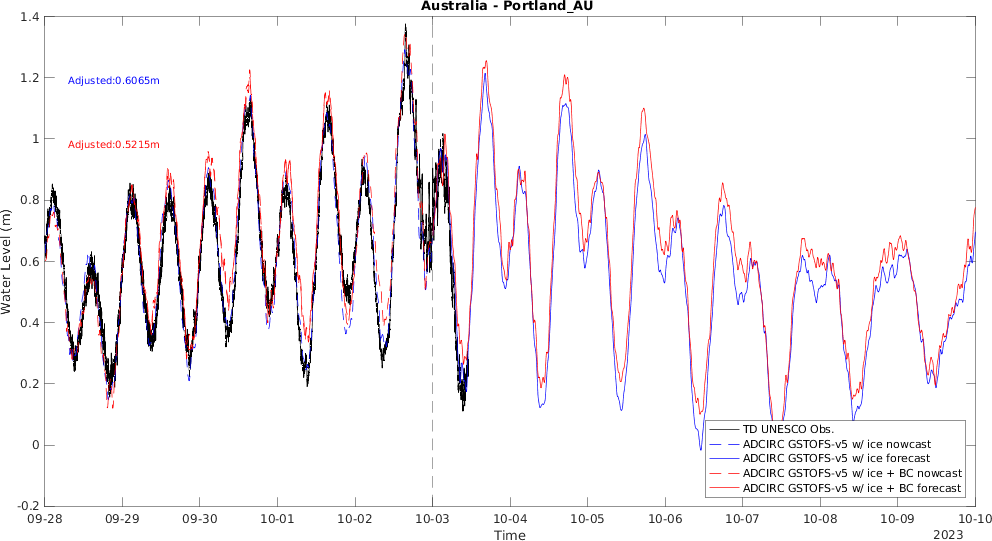 Australia - Portland_AU
1.4
1.2
1
0.8
0.6
0.4
0.2
0
-0.2
Water Level (m)
Adjusted:0.6065m
Adjusted:0.5215m
TD UNESCO Obs.
ADCIRC GSTOFS-v5 w/ ice nowcast
ADCIRC GSTOFS-v5 w/ ice forecast
ADCIRC GSTOFS-v5 w/ ice + BC nowcast
ADCIRC GSTOFS-v5 w/ ice + BC forecast
09-28 09-29 09-30 10-01 10-02 10-03 10-04 10-05 10-06 10-07 10-08 10-09 10-10
Time
2023